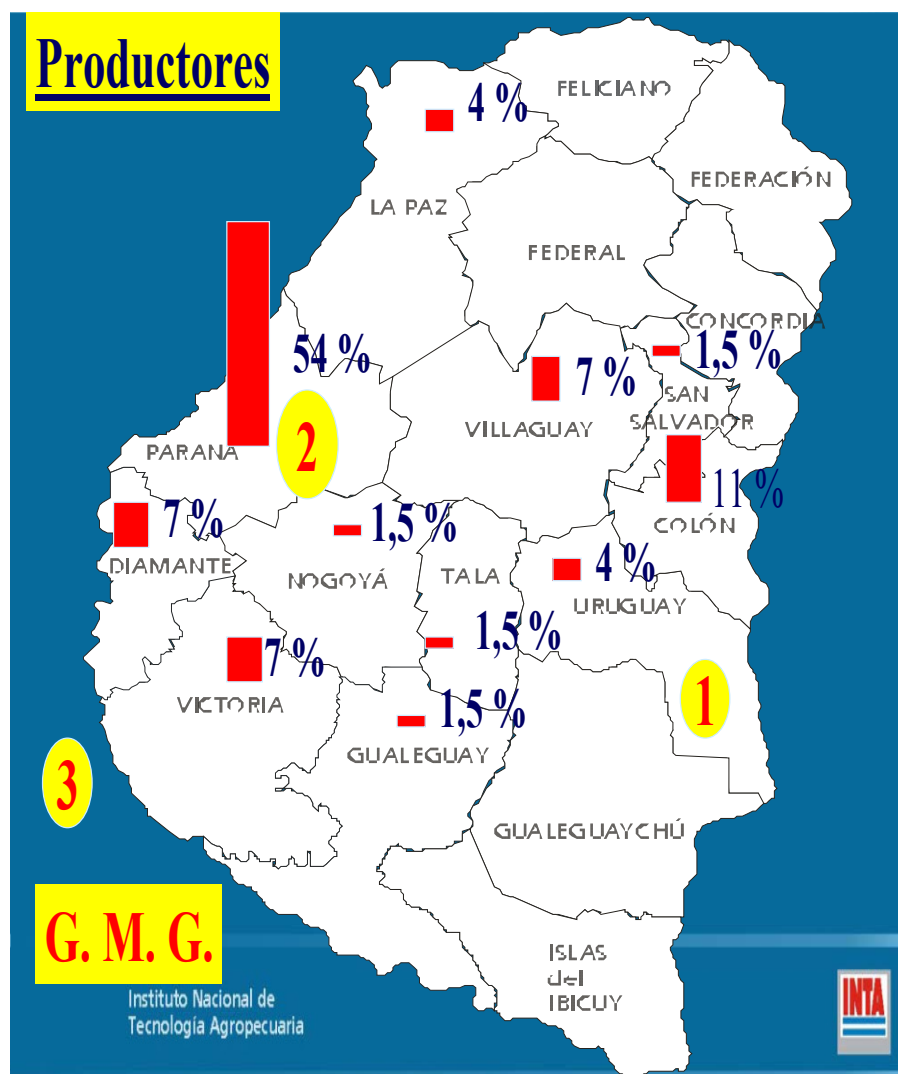 Productores
4 %
FELICIANO
FEDERACIÓN
LA PAZ
FEDERAL
CONCORDIA
54 %
7 %
1,5 %
SAN
SALVADOR
VILLAGUAY
PARANA
2
11 %
COLÓN
7 %
DIAMANTE
1,5 %
NOGOYÁ
TALA
4 %
URUGUAY
1,5 %
7 %
VICTORIA
1
1,5 %
GUALEGUAY
3
GUALEGUAYCHÚ
G. M. G.
ISLAS
del
IBICUY
Instituto Nacional de
Tecnología Agropecuaria
INTA